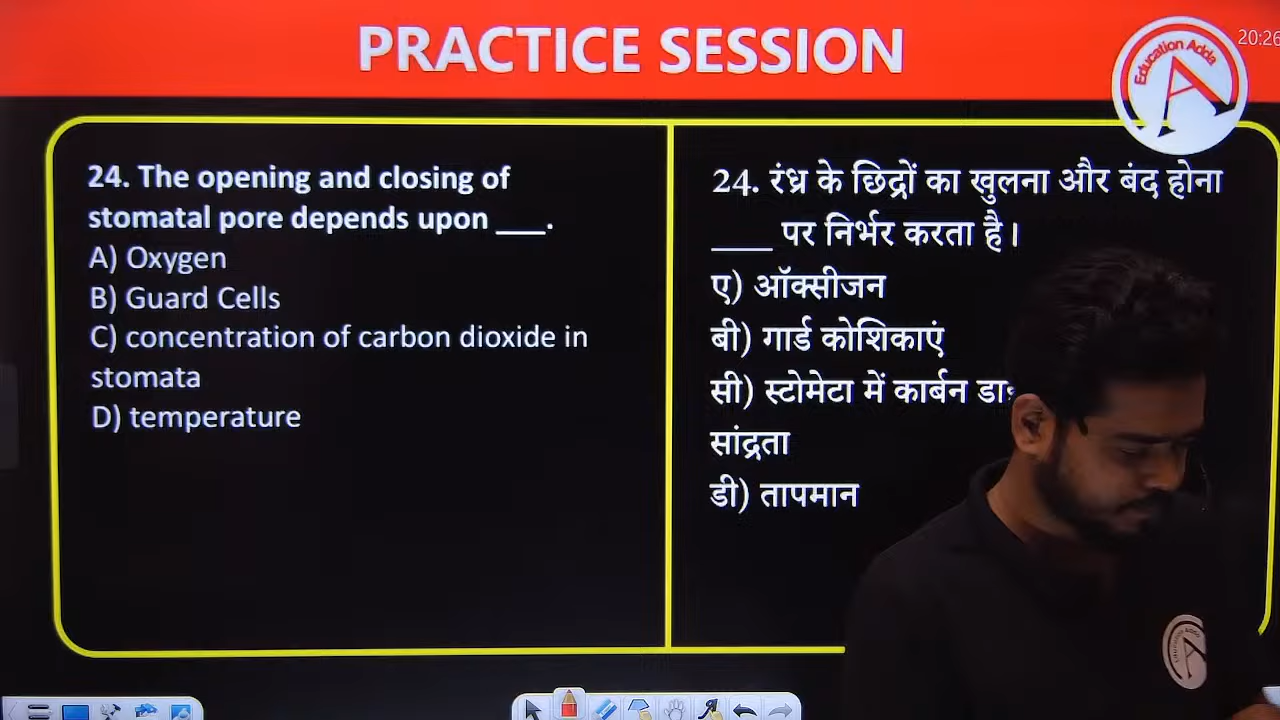 PRACTICE SESSION
Education Adda
A
20:26
24. The opening and closing of
stomatal pore depends upon ___.
A) Oxygen
B) Guard Cells
C) concentration of carbon dioxide in
stomata
D) temperature
24. रंध्र के छिद्रों का खुलना और बंद होना
___ पर निर्भर करता है।
ए) ऑक्सीजन
बी) गार्ड कोशिकाएं
सी) स्टोमेटा में कार्बन
सांद्रता
डी) तापमान
Education Adda
A